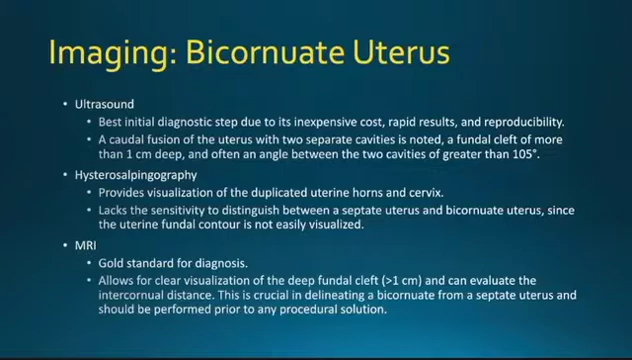 Imaging: Bicornuate Uterus
• Ultrasound
• Best initial diagnostic step due to its inexpensive cost, rapid results, and reproducibility.
• A caudal fusion of the uterus with two separate cavities is noted, a fundal cleft of more
than 1 cm deep, and often an angle between the two cavities of greater than 105°.
• Hysterosalpingography
• Provides visualization of the duplicated uterine horns and cervix.
• Lacks the sensitivity to distinguish between a septate uterus and bicornuate uterus, since
the uterine fundal contour is not easily visualized.
• MRI
• Gold standard for diagnosis.
• Allows for clear visualization of the deep fundal cleft (>1 cm) and can evaluate the
intercornual distance. This is crucial in delineating a bicornuate from a septate uterus and
should be performed prior to any procedural solution.